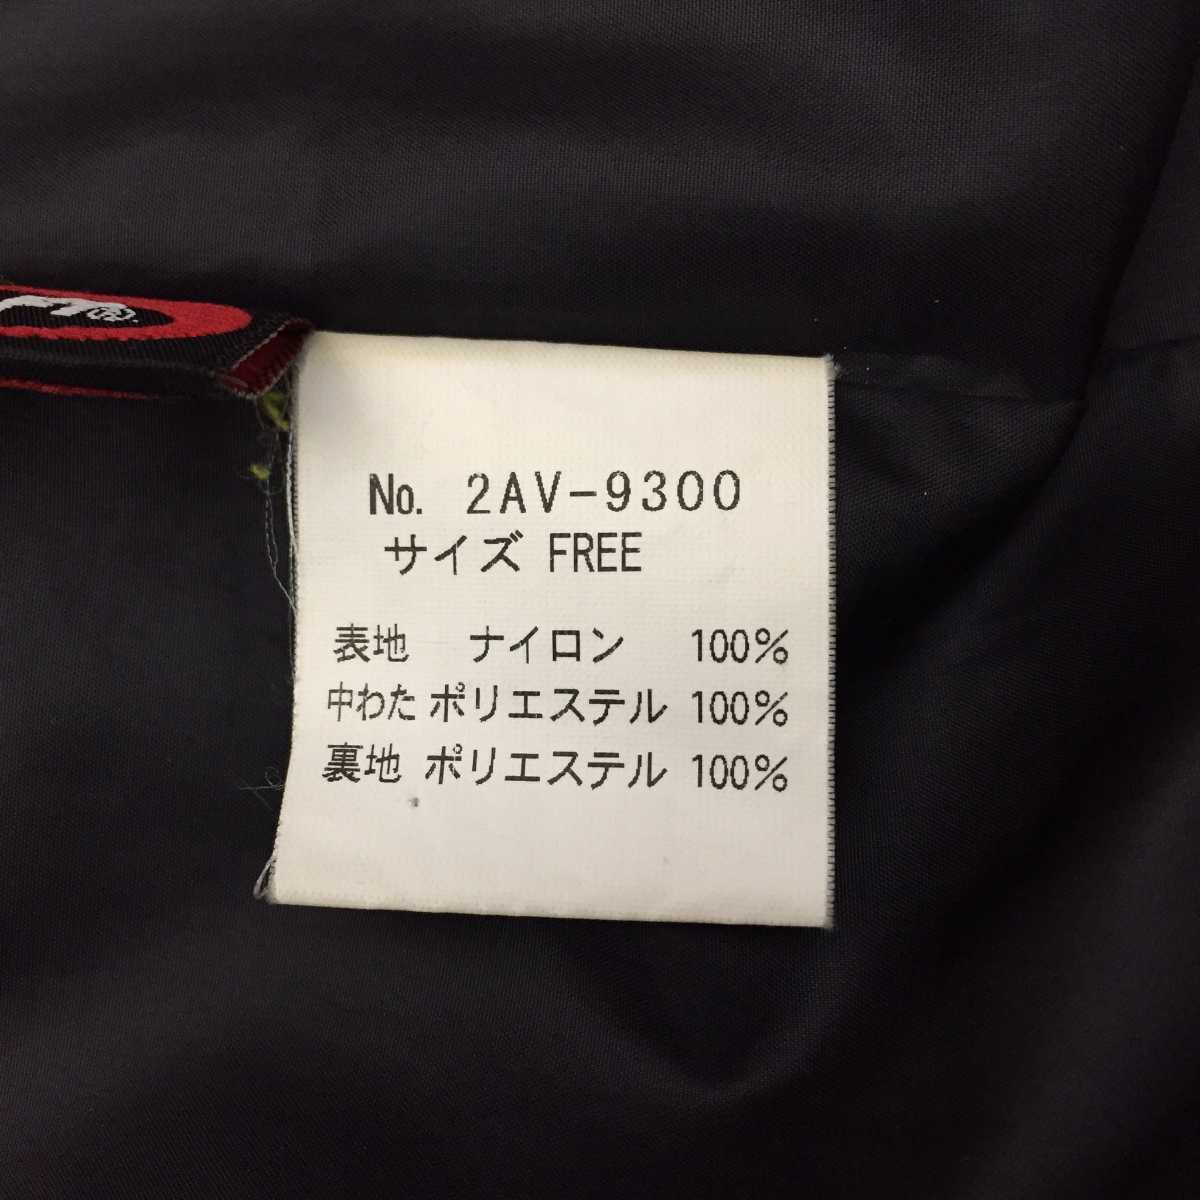 No. 2AV-9300
サイズ FREE
表地 ナイロン 100%
中わた ポリエステル 100%
裏地 ポリエステル 100%